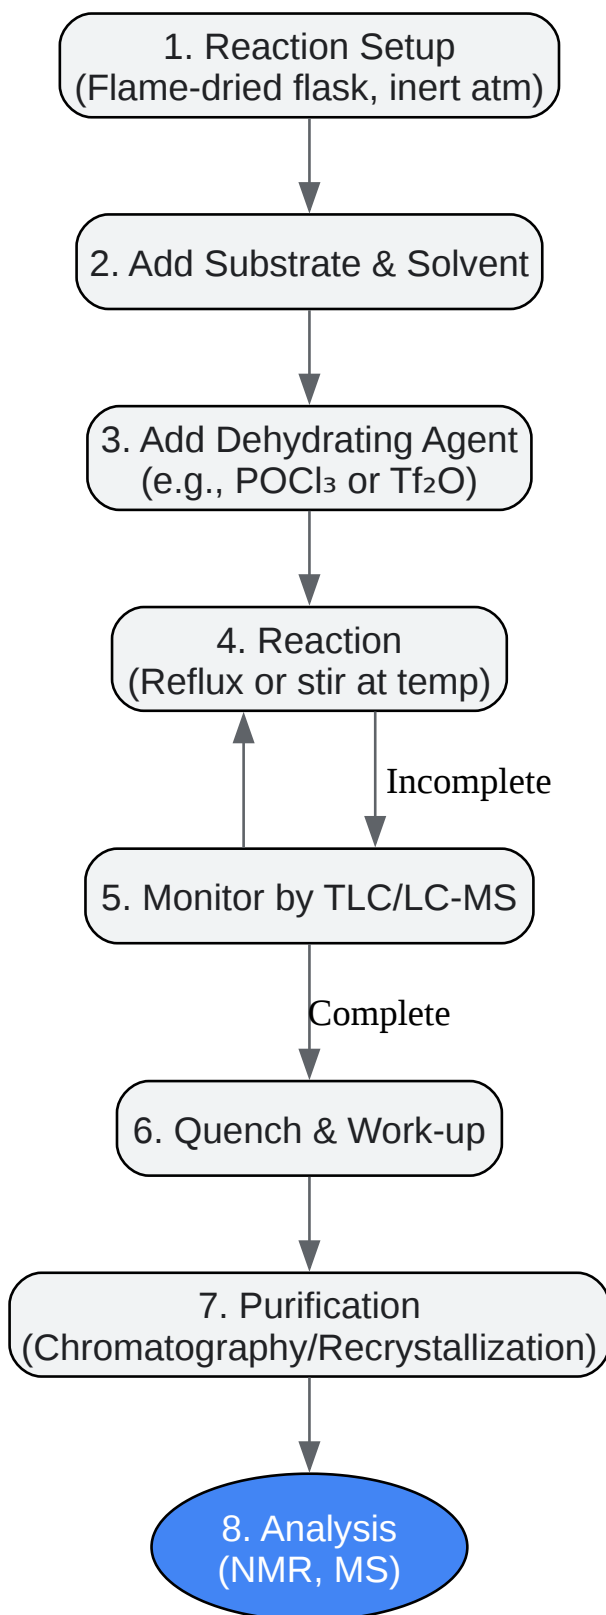 1. Reaction Setup
(Flame-dried flask, inert atm)
2. Add Substrate & Solvent
3. Add Dehydrating Agent
(e.g., POCl₃ or Tf₂O)
4. Reaction
(Reflux or stir at temp)
Incomplete
5. Monitor by TLC/LC-MS
Complete
6. Quench & Work-up
7. Purification
(Chromatography/Recrystallization)
8. Analysis
(NMR, MS)